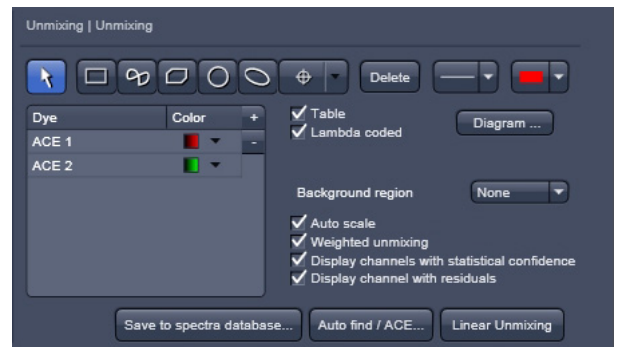 Unmixing | Unmixing
Delete
Dye Color +
ACE 1 -
ACE 2
Table
Lambda coded
Diagram ...
Background region None
Auto scale
Weighted unmixing
Display channels with statistical confidence
Display channel with residuals
Save to spectra database... Auto find / ACE... Linear Unmixing